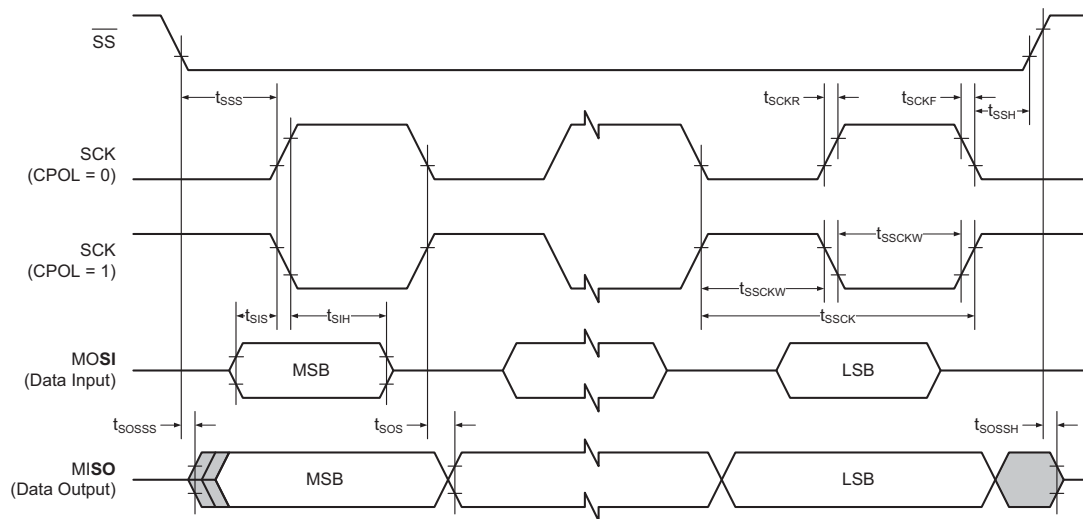 SS
tSSS
tSCKR
tSCKF
tSSH
SCK
(CPOL = 0)
SCK
(CPOL = 1)
tSSCKW
tSSCKW
tSSCK
tSIS
tSIH
MOSI
(Data Input)
MSB
LSB
tSOSSS
tSOS
tSOSSH
MISO
(Data Output)
MSB
LSB